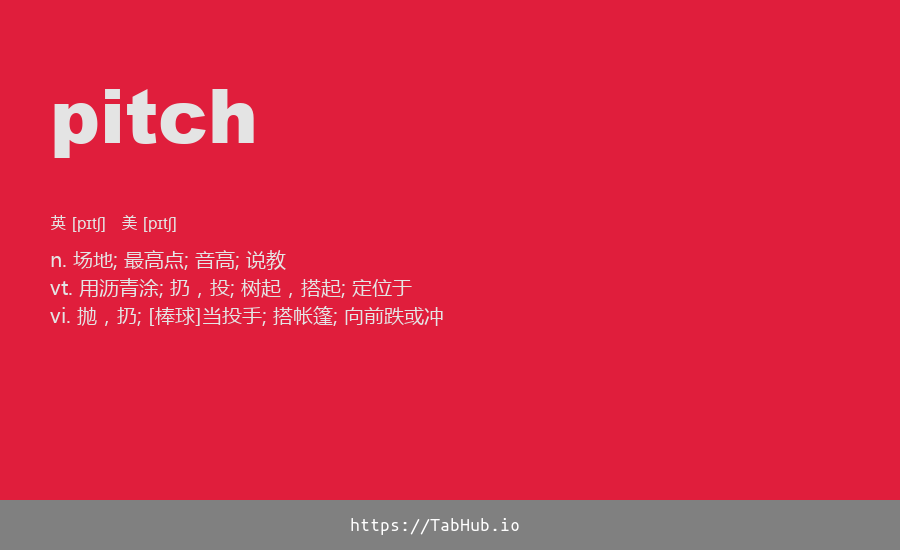 pitch
英 [pɪtʃ] 美 [pɪtʃ]
n. 场地; 最高点; 音高; 说教
vt. 用沥青涂; 扔，投; 树起，搭起; 定位于
vi. 抛，扔; [棒球]当投手; 搭帐篷; 向前跌或冲
https://TabHub.io